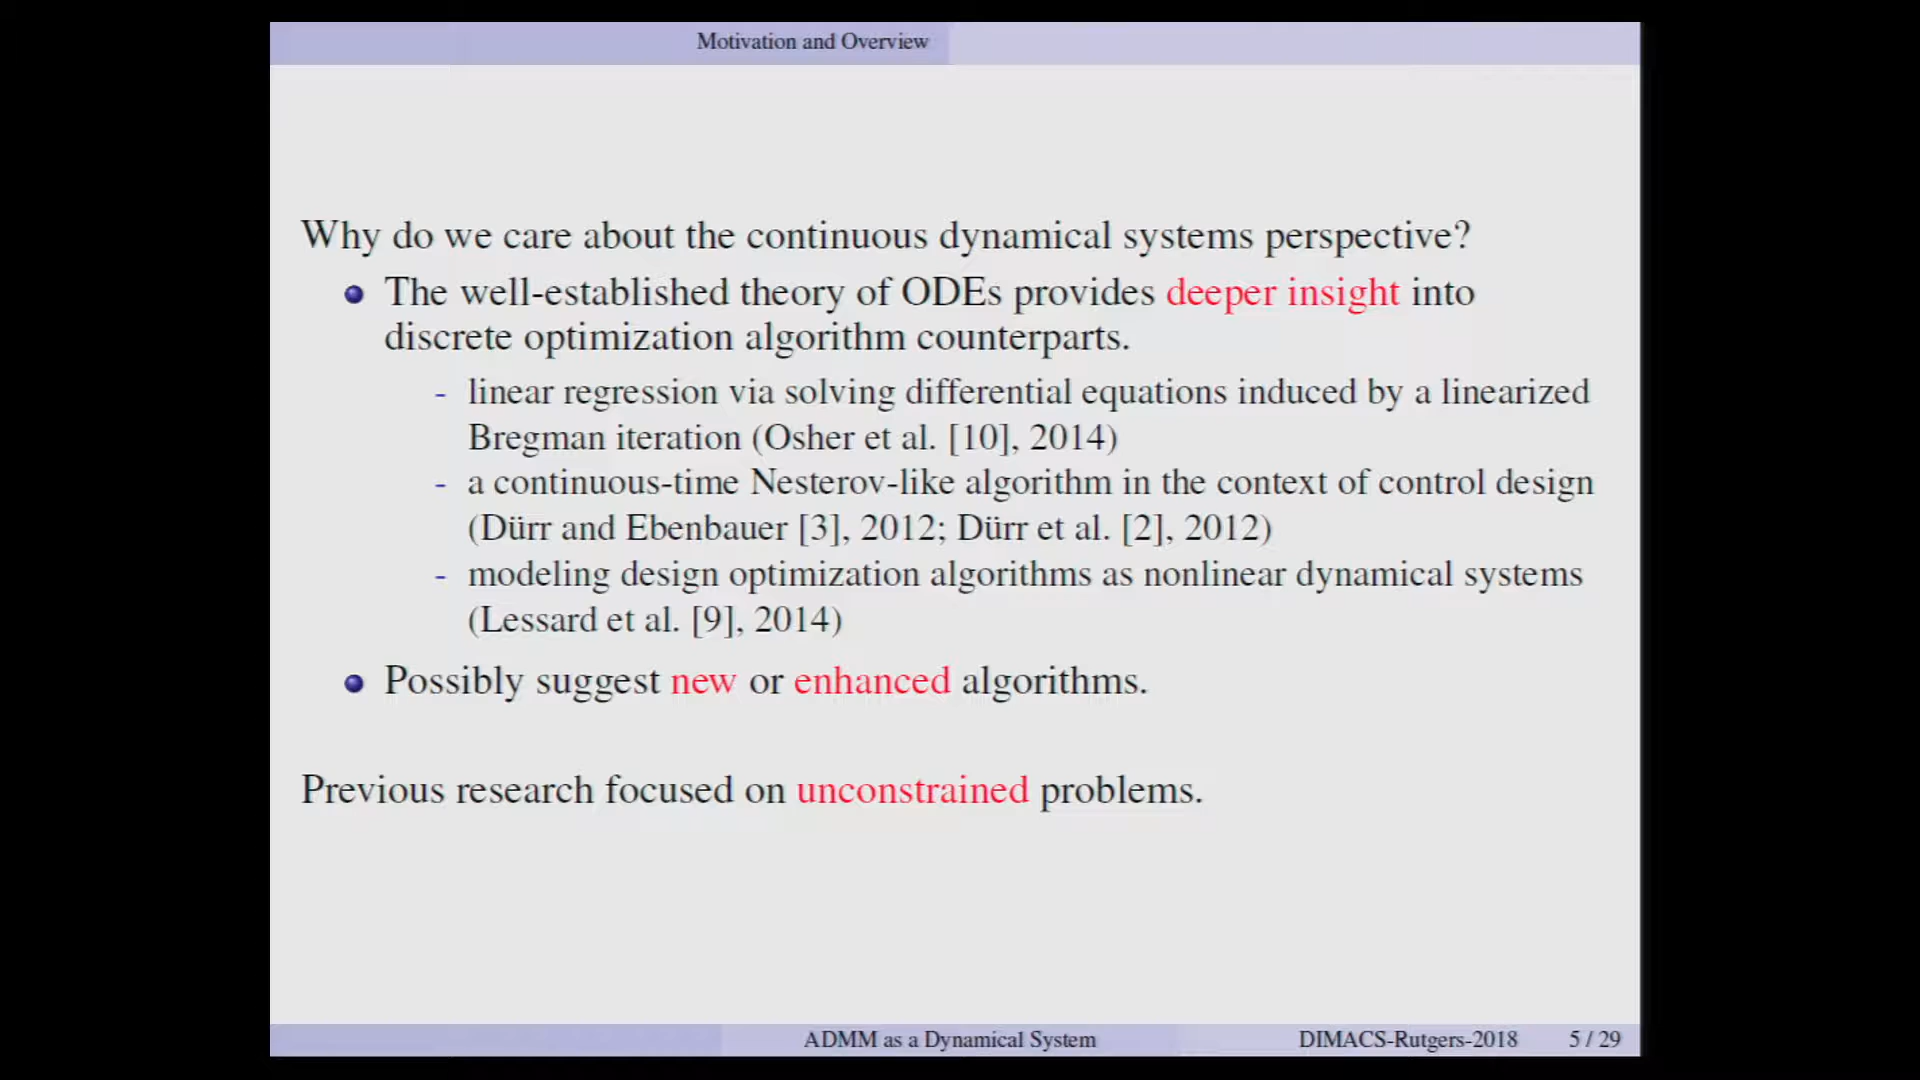 Motivation and Overview
Why do we care about the continuous dynamical systems perspective?
The well-established theory of ODEs provides deeper insight into
discrete optimization algorithm counterparts.
- linear regression via solving differential equations induced by a linearized
Bregman iteration (Osher et al. [10], 2014)
- a continuous-time Nesterov-like algorithm in the context of control design
(Dürr and Ebenbauer [3], 2012; Dürr et al. [2], 2012)
- modeling design optimization algorithms as nonlinear dynamical systems
(Lessard et al. [9], 2014)
Possibly suggest new or enhanced algorithms.
Previous research focused on unconstrained problems.
ADMM as a Dynamical System DIMACS-Rutgers-2018 5 / 29